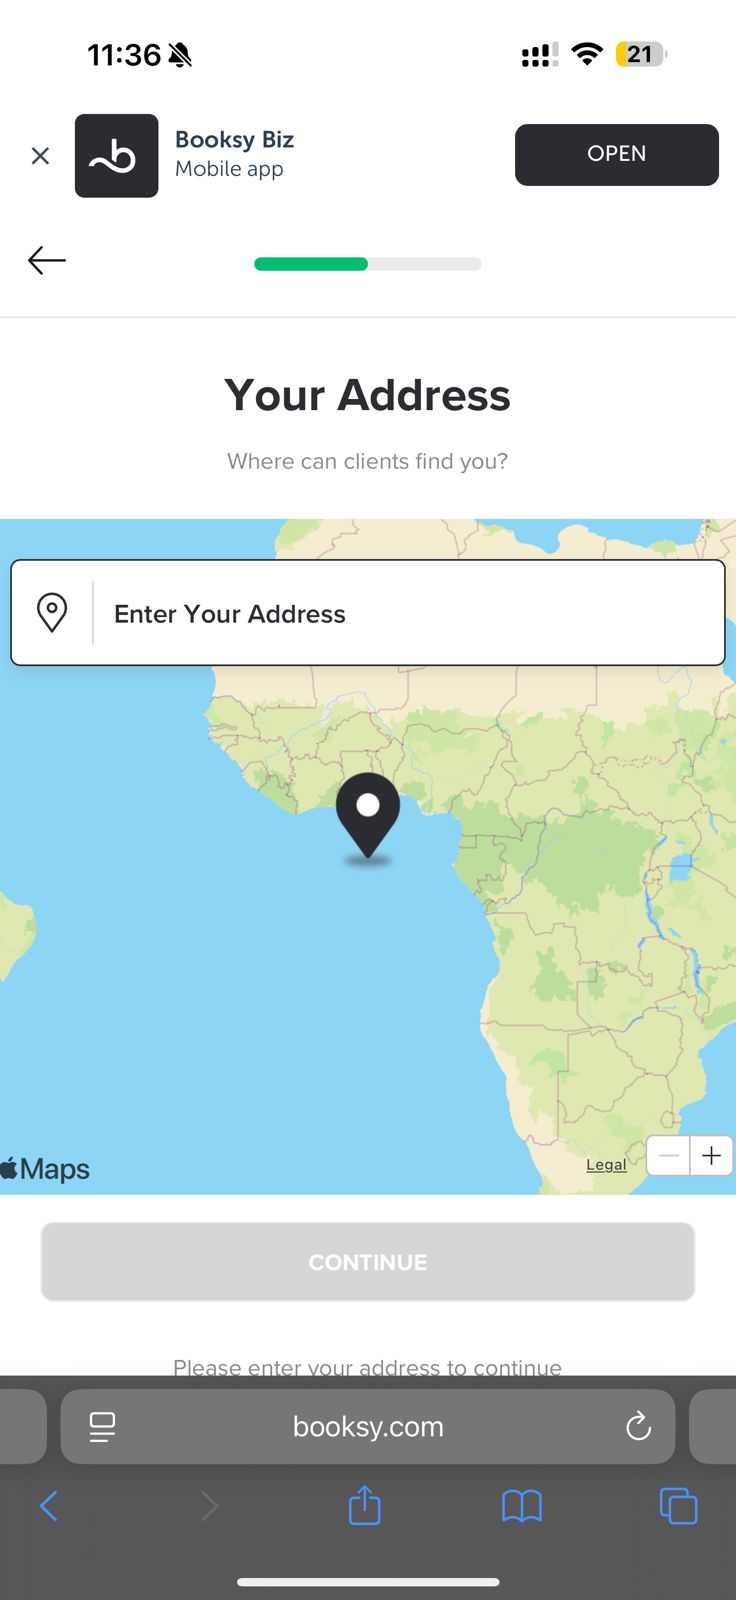 11:36
21
Booksy Biz
Mobile app
OPEN
Your Address
Where can clients find you?
Enter Your Address
Maps
Legal
CONTINUE
Please enter your address to continue
booksy.com